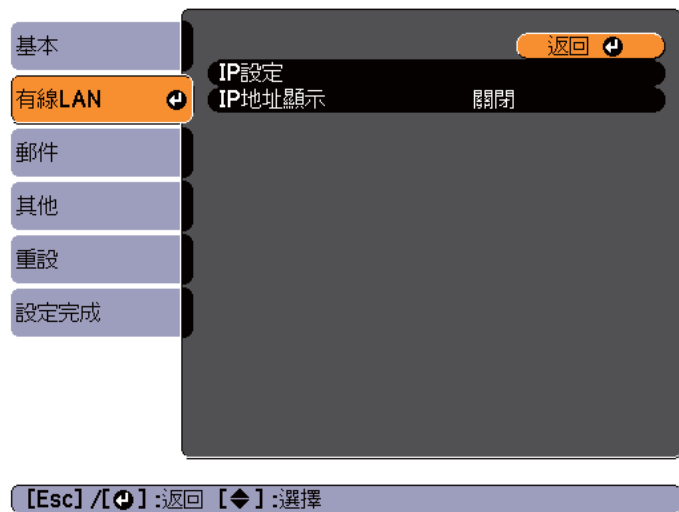 基本
有線LAN
郵件
其他
重設
設定完成
返回
IP設定
IP地址顯示 關閉
[Esc] /[⏎] :返回 [◆] :選擇